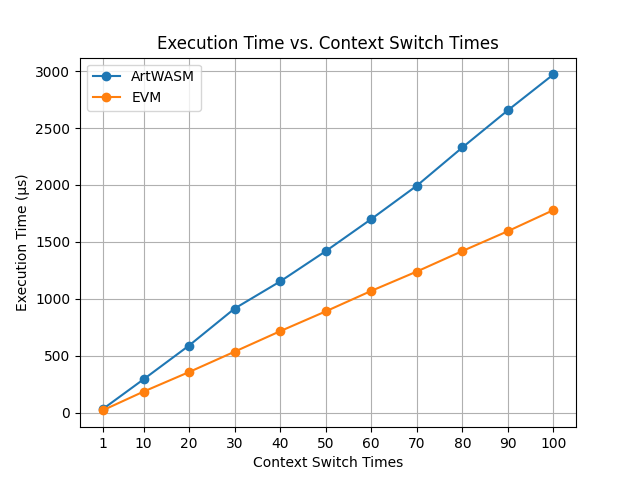 Execution Time vs. Context Switch Times
ArtWASM
EVM
Execution Time (μs)
3000
2500
2000
1500
1000
500
0
1 10 20 30 40 50 60 70 80 90 100
Context Switch Times